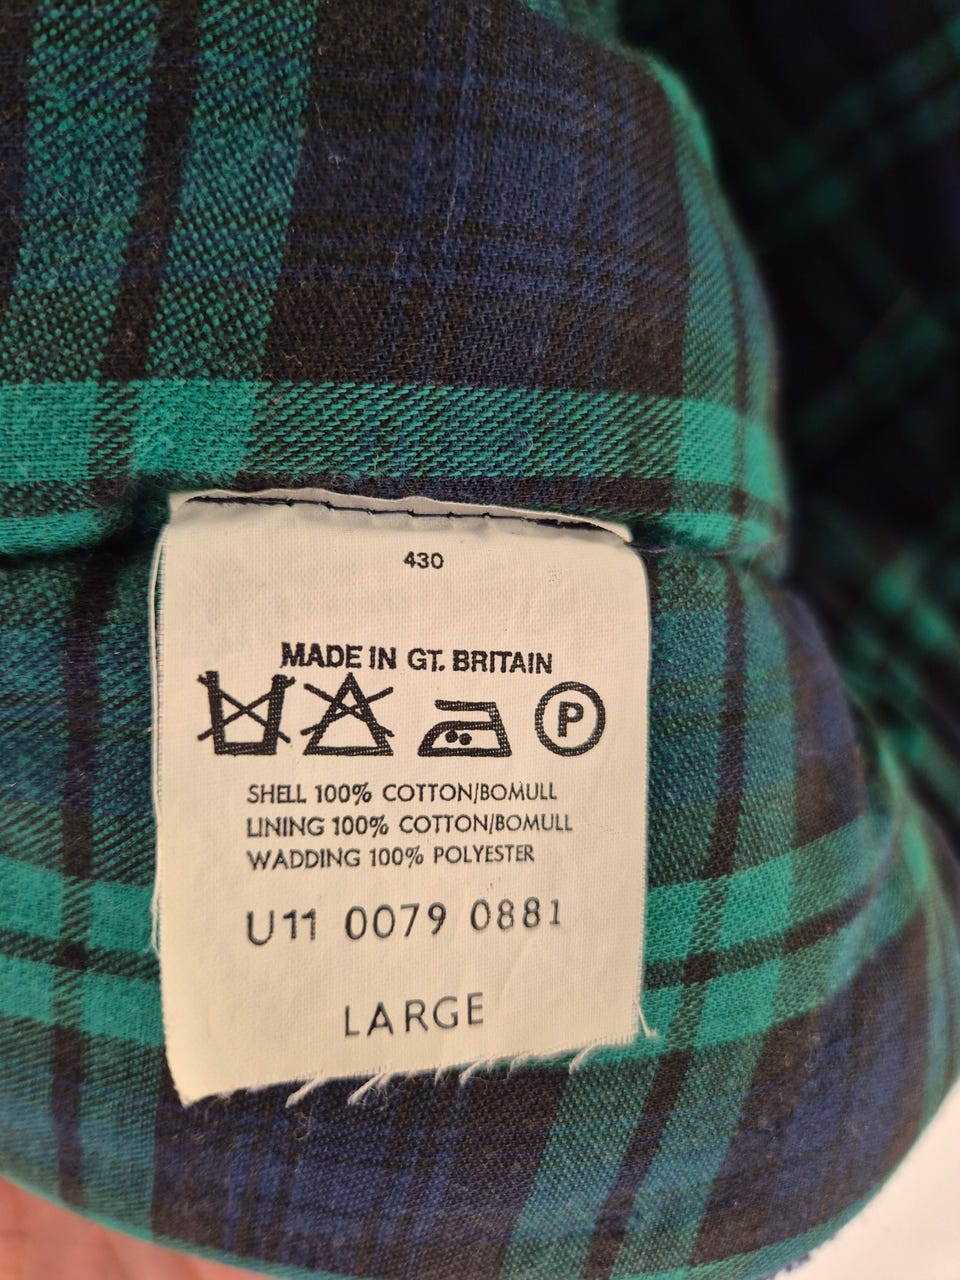 430
MADE IN GT. BRITAIN
P
SHELL 100% COTTON/BOMULL
LINING 100% COTTON/BOMULL
WADDING 100% POLYESTER
U11 0079 0881
LARGE